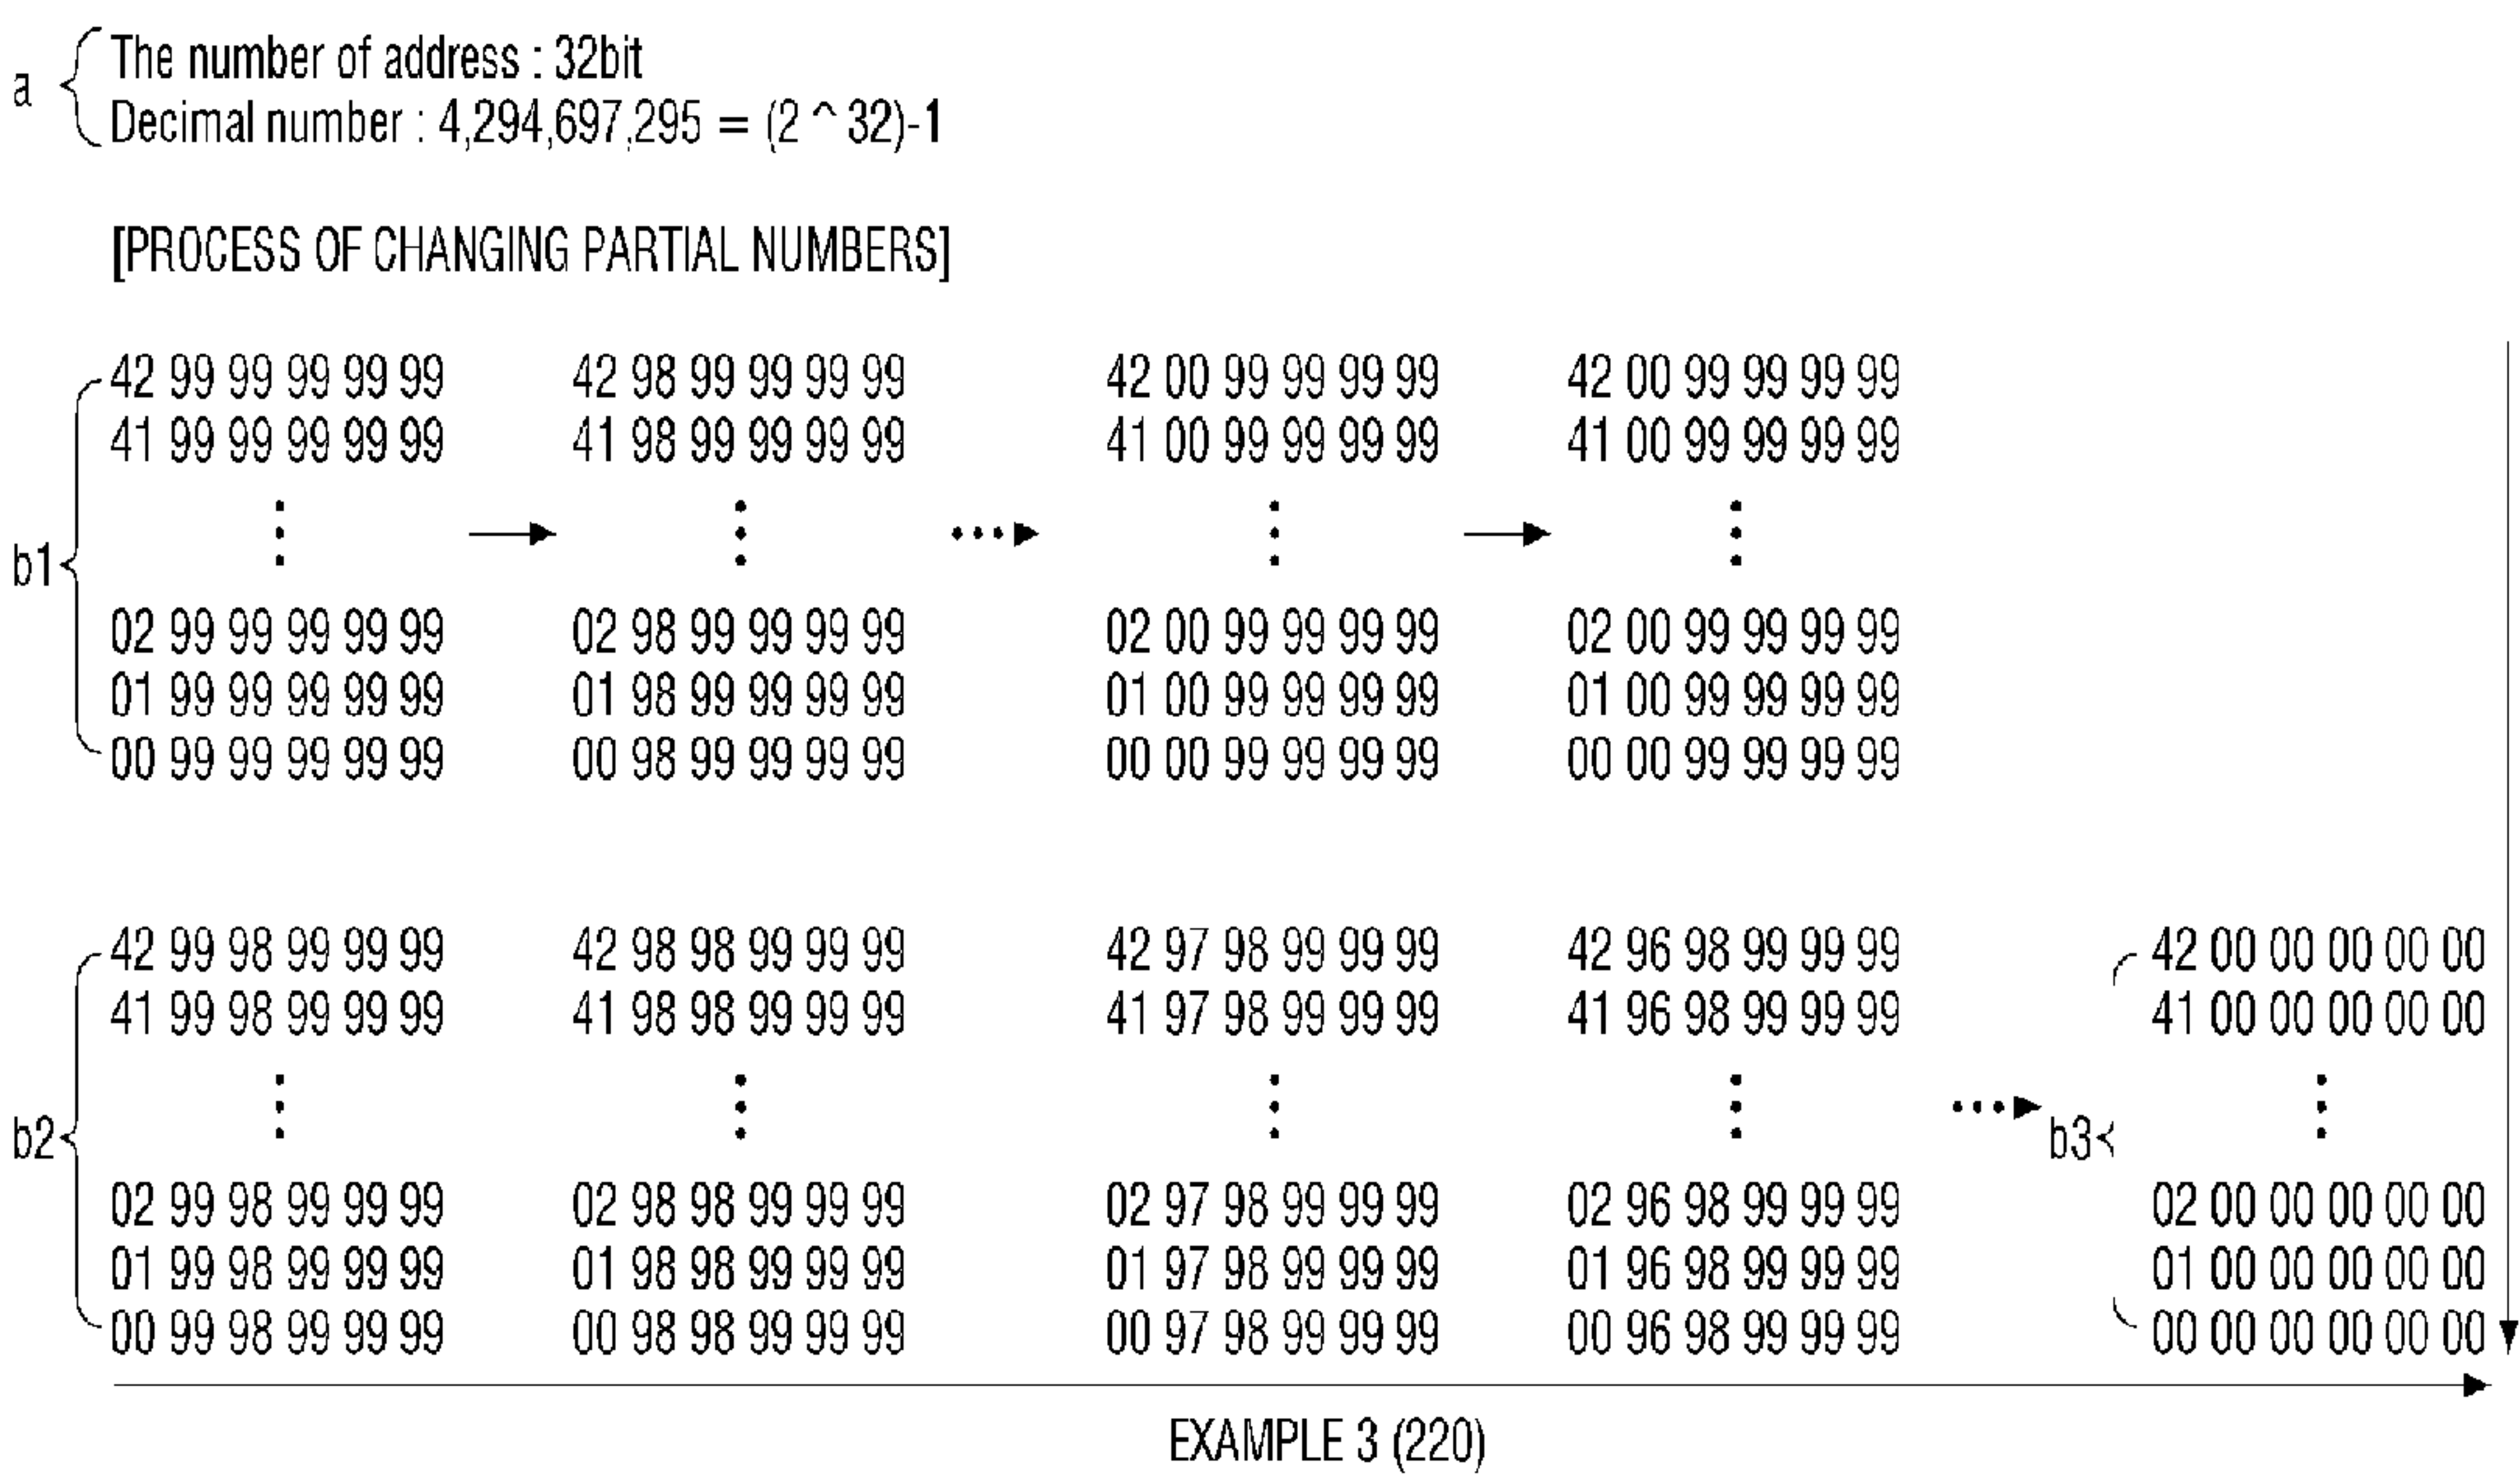 a
The number of address : 32bit
Decimal number : 4,294,697,295 = (2 ^ 32)-1
[PROCESS OF CHANGING PARTIAL NUMBERS]
42 99 99 99 99 99 42 98 99 99 99 99 42 00 99 99 99 99 42 00 99 99 99 99
41 99 99 99 99 99 41 98 99 99 99 99 41 00 99 99 99 99 41 00 99 99 99 99
b1
02 99 99 99 99 99 02 98 99 99 99 99 02 00 99 99 99 99 02 00 99 99 99 99
01 99 99 99 99 99 01 98 99 99 99 99 01 00 99 99 99 99 01 00 99 99 99 99
00 99 99 99 99 99 00 98 99 99 99 99 00 00 99 99 99 99 00 00 99 99 99 99
42 99 98 99 99 99 42 98 98 99 99 99 42 97 98 99 99 99 42 96 98 99 99 99 42 00 00 00 00 00
41 99 98 99 99 99 41 98 98 99 99 99 41 97 98 99 99 99 41 96 98 99 99 99 41 00 00 00 00 00
b2 b3
02 99 98 99 99 99 02 98 98 99 99 99 02 97 98 99 99 99 02 96 98 99 99 99 02 00 00 00 00 00
01 99 98 99 99 99 01 98 98 99 99 99 01 97 98 99 99 99 01 96 98 99 99 99 01 00 00 00 00 00
00 99 98 99 99 99 00 98 98 99 99 99 00 97 98 99 99 99 00 96 98 99 99 99 00 00 00 00 00 00
EXAMPLE 3 (220)